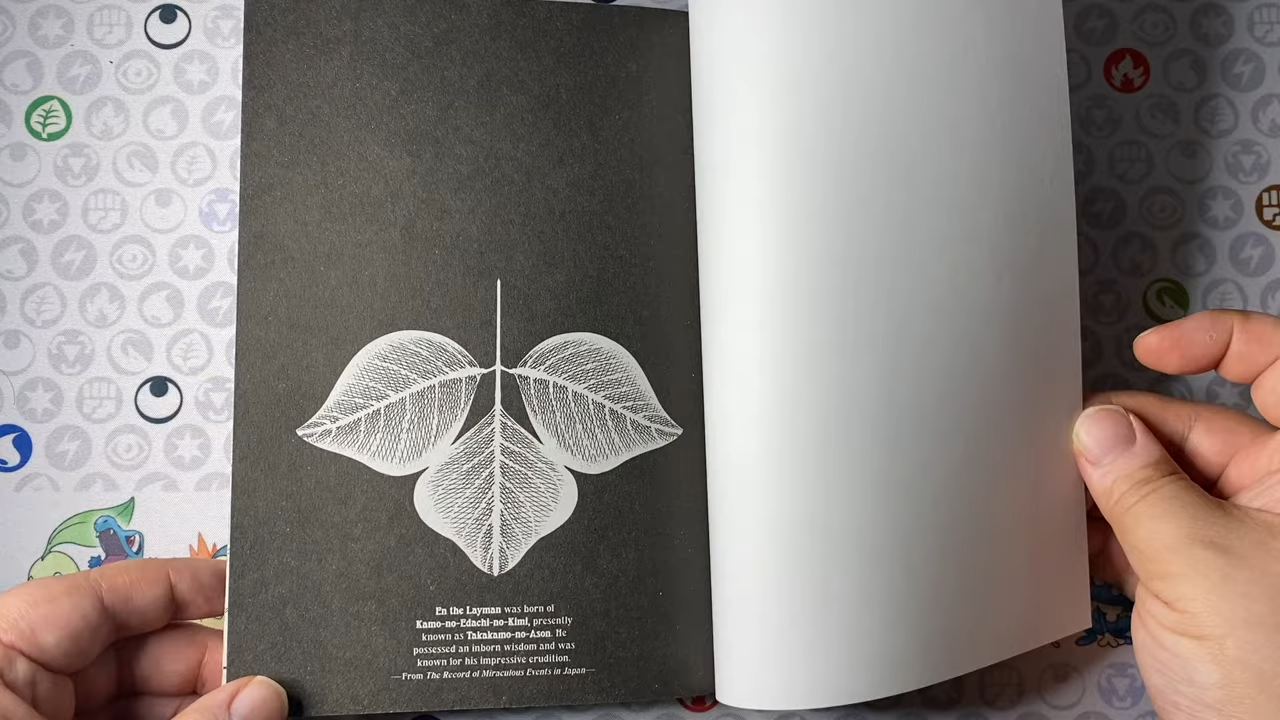 En the Layman was born of
Kamo-no-Edachi-no-Kimi, presently
known as Takakamo-no-Ason. He
possessed an inborn wisdom and was
known for his impressive erudition.
—From The Record of Miraculous Events in Japan—